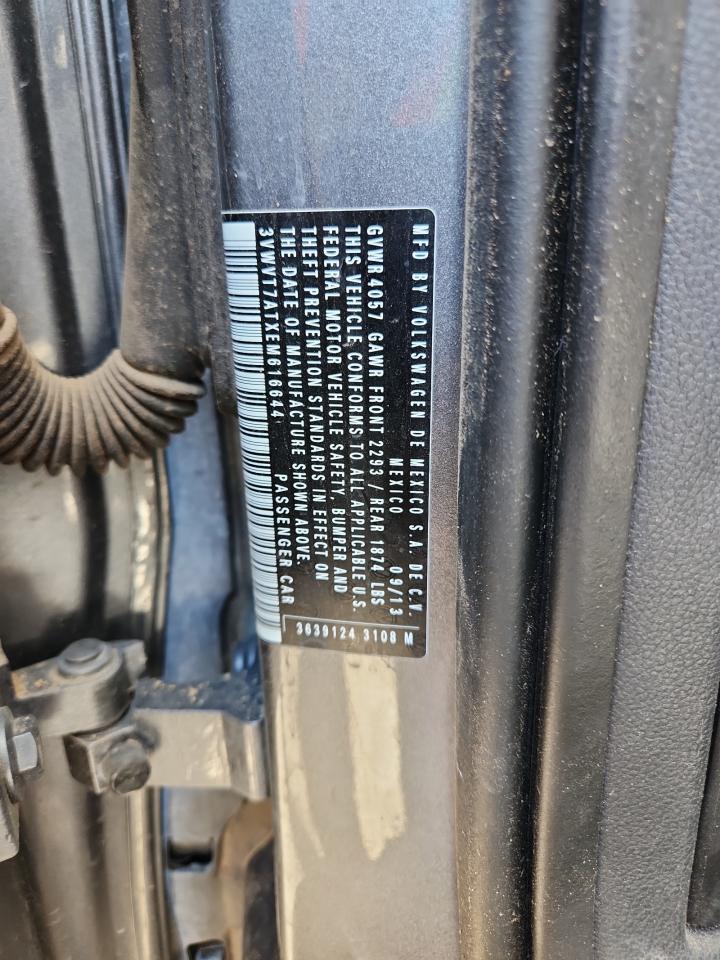 MFD BY VOLKSWAGEN DE MEXICO S.A. DE C.V.
MEXICO 09/13
GVWR 4057 GAWR FRONT 2293 / REAR 1874 LBS
THIS VEHICLE CONFORMS TO ALL APPLICABLE U.S.
FEDERAL MOTOR VEHICLE SAFETY, BUMPER AND
THEFT PREVENTION STANDARDS IN EFFECT ON
THE DATE OF MANUFACTURE SHOWN ABOVE.
3VWVT7ATXEM616644 PASSENGER CAR
3639124 3108 M